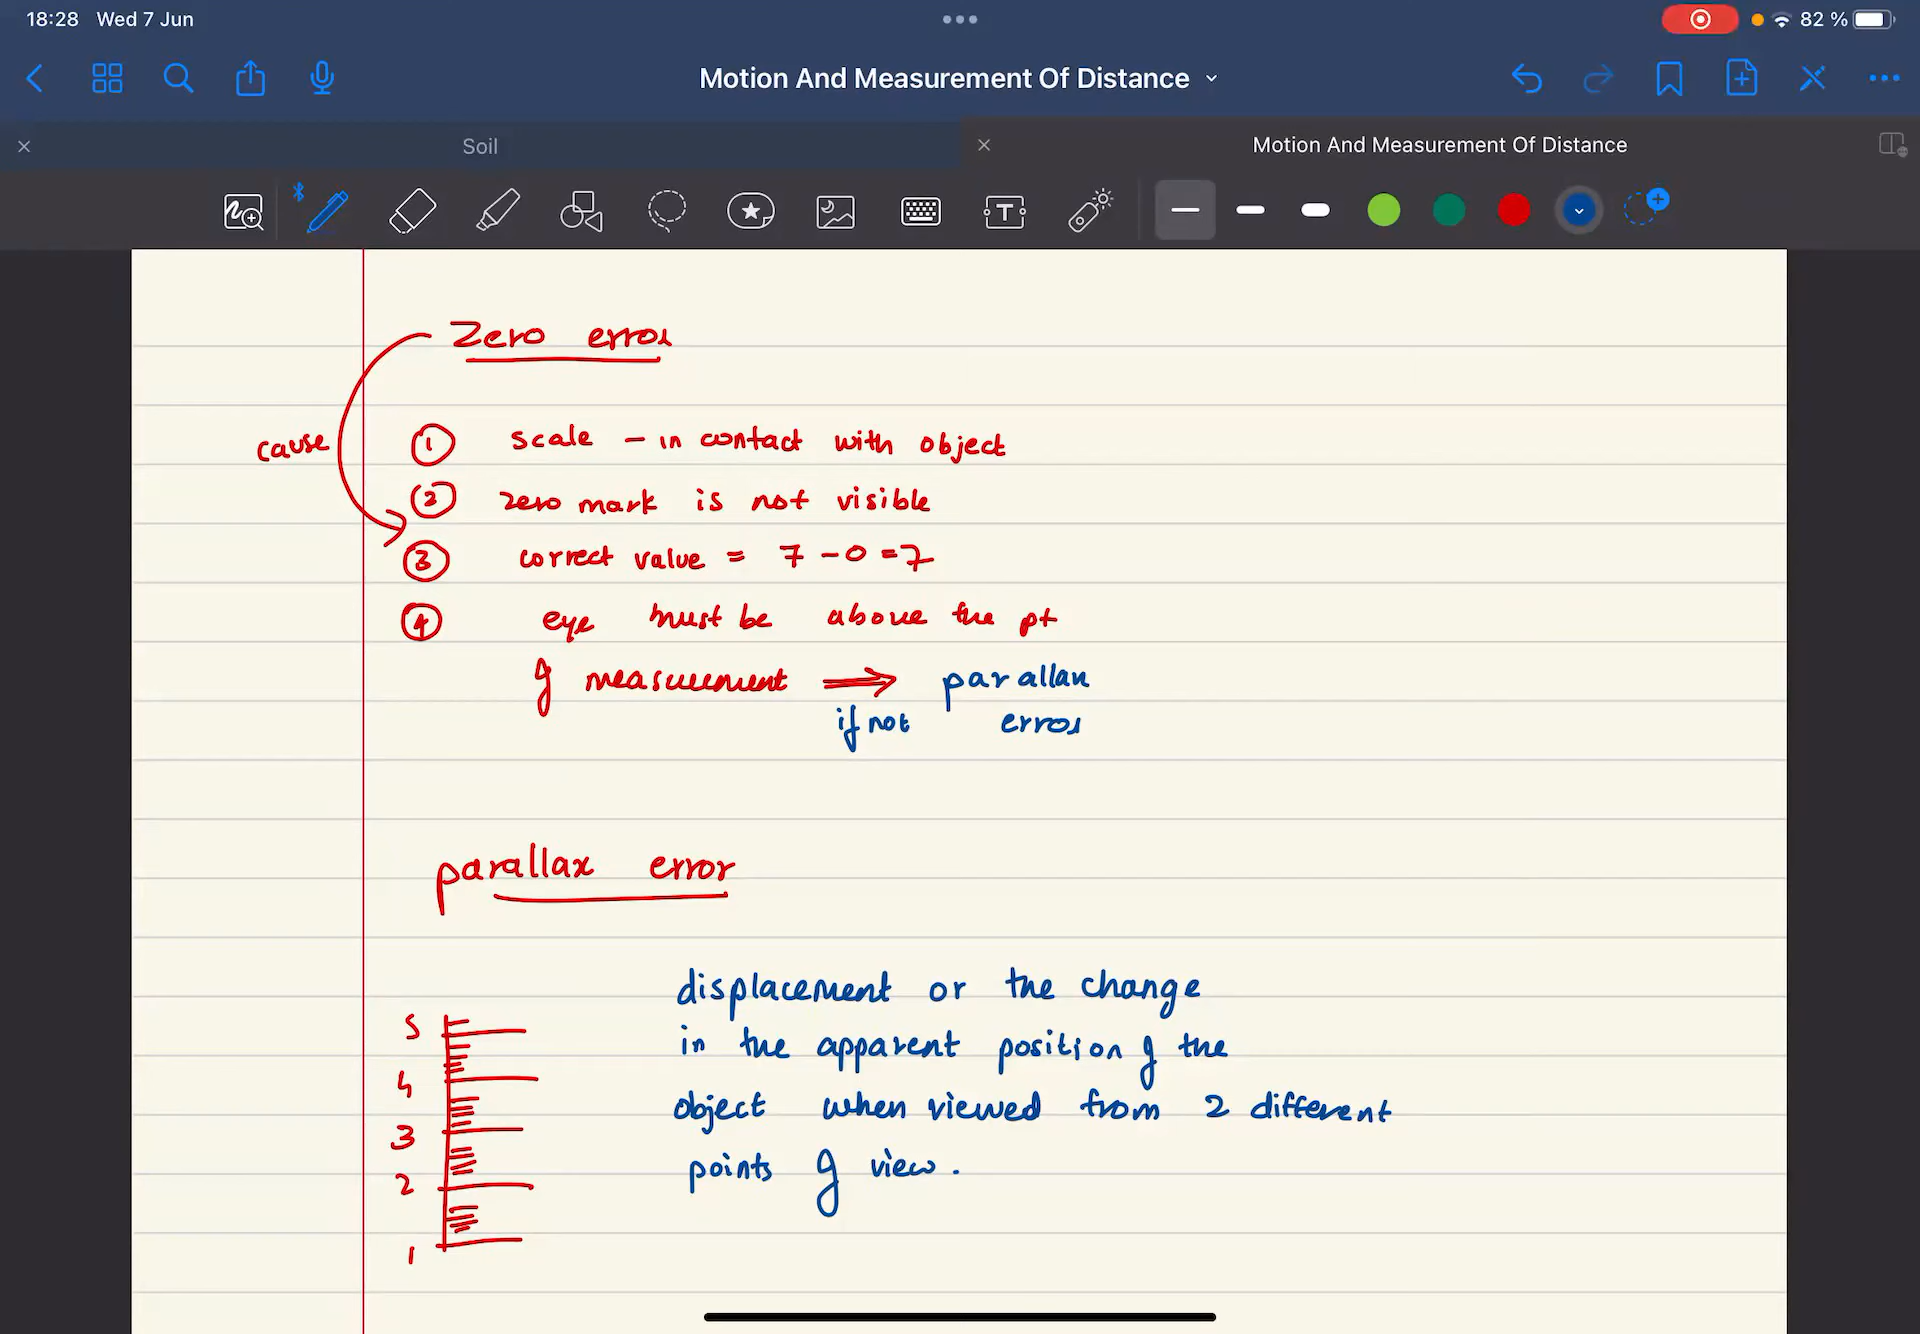 18:28 Wed 7 Jun
82 %
Motion And Measurement Of Distance
Soil
Motion And Measurement Of Distance
Zero error
cause
1 scale - in contact with object
2 zero mark is not visible
3 correct value = 7 - 0 = 7
4 eye must be above the pt
of measurement ⇒ parallax
if not error
parallax error
displacement or the change
in the apparent position of the
object when viewed from 2 different
points of view.
5
4
3
2
1